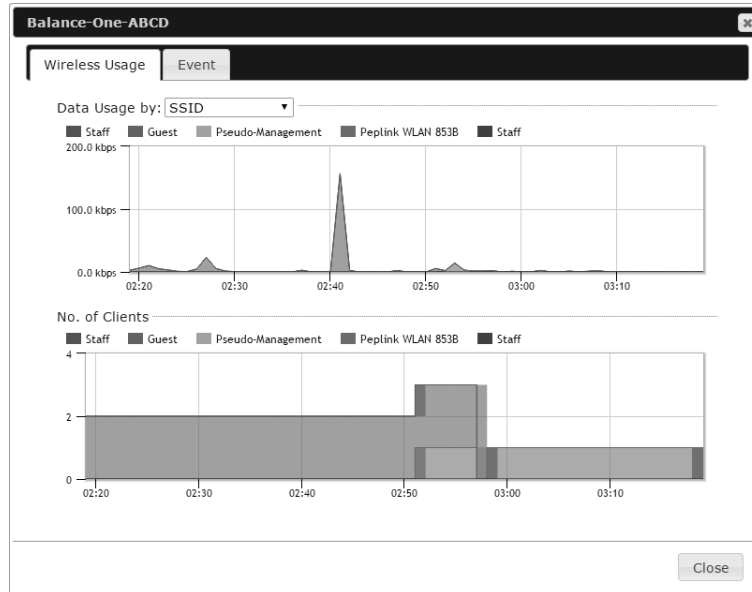 Balance-One-ABCD
Wireless Usage Event
Data Usage by: SSID
Staff Guest Pseudo-Management Peplink WLAN 853B Staff
200.0 kbps
100.0 kbps
0.0 kbps
02:20 02:30 02:40 02:50 03:00 03:10
No. of Clients
Staff Guest Pseudo-Management Peplink WLAN 853B Staff
4
2
0
02:20 02:30 02:40 02:50 03:00 03:10
Close